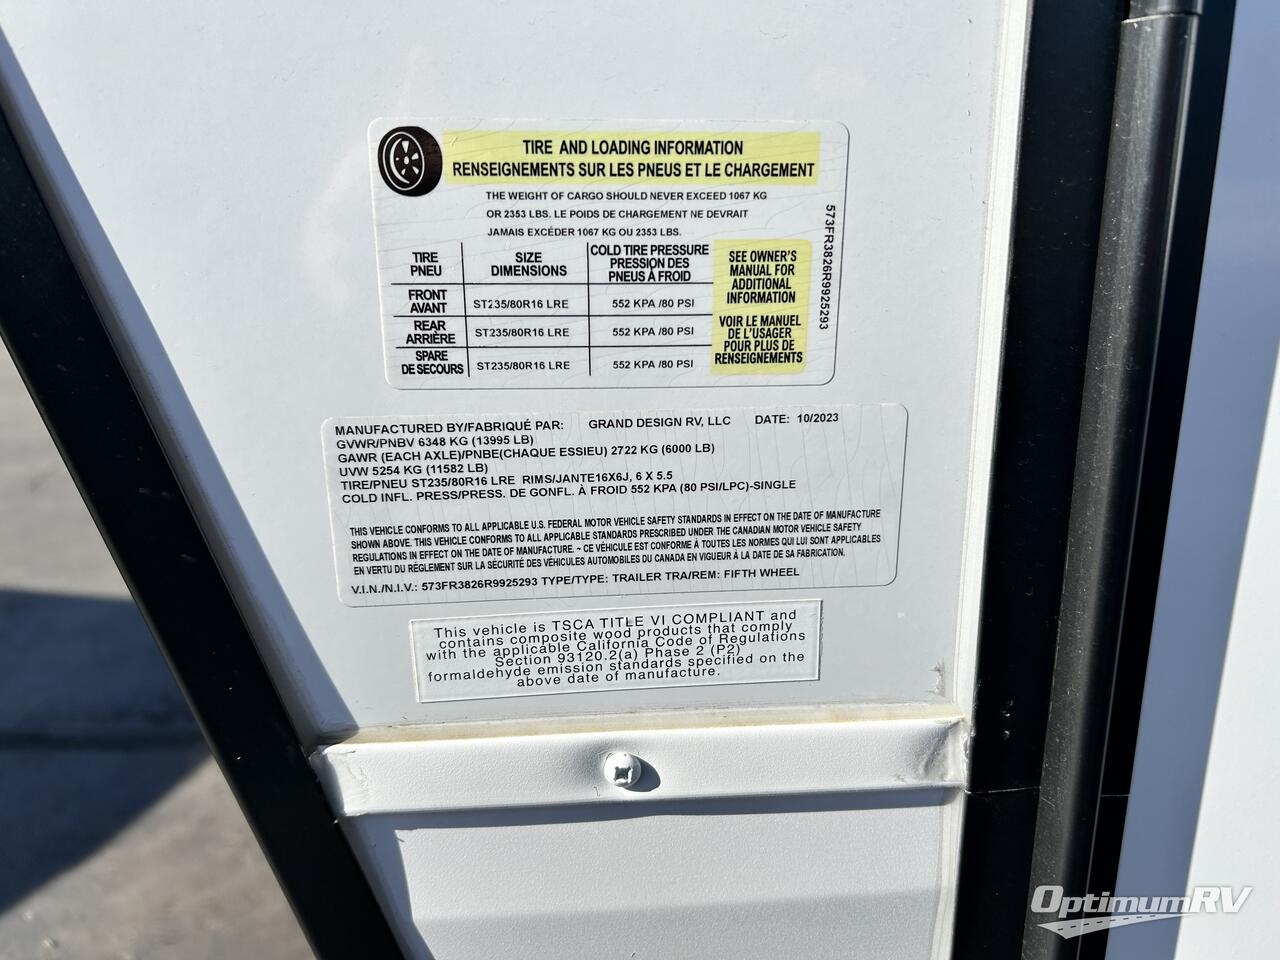 TIRE AND LOADING INFORMATION
RENSEIGNEMENTS SUR LES PNEUS ET LE CHARGEMENT
THE WEIGHT OF CARGO SHOULD NEVER EXCEED 1067 KG
OR 2353 LBS. LE POIDS DE CHARGEMENT NE DEVRAIT
JAMAIS EXCÉDER 1067 KG OU 2353 LBS.
TIRE
PNEU
SIZE
DIMENSIONS
COLD TIRE PRESSURE
PRESSION DES
PNEUS À FROID
FRONT
AVANT
ST235/80R16 LRE
552 KPA /80 PSI
REAR
ARRIÈRE
ST235/80R16 LRE
552 KPA /80 PSI
SPARE
DE SECOURS
ST235/80R16 LRE
552 KPA /80 PSI
SEE OWNER'S
MANUAL FOR
ADDITIONAL
INFORMATION
VOIR LE MANUEL
DE L'USAGER
POUR PLUS DE
RENSEIGNEMENTS
573FR3826R9925293
MANUFACTURED BY/FABRIQUÉ PAR: GRAND DESIGN RV, LLC DATE: 10/2023
GVWR/PNBV 6348 KG (13995 LB)
GAWR (EACH AXLE)/PNBE(CHAQUE ESSIEU) 2722 KG (6000 LB)
UVW 5254 KG (11582 LB)
TIRE/PNEU ST235/80R16 LRE RIMS/JANTE16X6J, 6 X 5.5
COLD INFL. PRESS/PRESS. DE GONFL. À FROID 552 KPA (80 PSI/LPC)-SINGLE
THIS VEHICLE CONFORMS TO ALL APPLICABLE U.S. FEDERAL MOTOR VEHICLE SAFETY STANDARDS IN EFFECT ON THE DATE OF MANUFACTURE
SHOWN ABOVE. THIS VEHICLE CONFORMS TO ALL APPLICABLE STANDARDS PRESCRIBED UNDER THE CANADIAN MOTOR VEHICLE SAFETY
REGULATIONS IN EFFECT ON THE DATE OF MANUFACTURE. ~ CE VÉHICULE EST CONFORME À TOUTES LES NORMES QUI LUI SONT APPLICABLES
EN VERTU DU RÉGLEMENT SUR LA SÉCURITÉ DES VÉHICULES AUTOMOBILES DU CANADA EN VIGUEUR À LA DATE DE SA FABRICATION.
V.I.N./N.I.V.: 573FR3826R9925293 TYPE/TYPE: TRAILER TRA/REM: FIFTH WHEEL
This vehicle is TSCA TITLE VI COMPLIANT and
contains composite wood products that comply
with the applicable California Code of Regulations
Section 93120.2(a) Phase 2 (P2)
formaldehyde emission standards specified on the
above date of manufacture.
OptimumRV